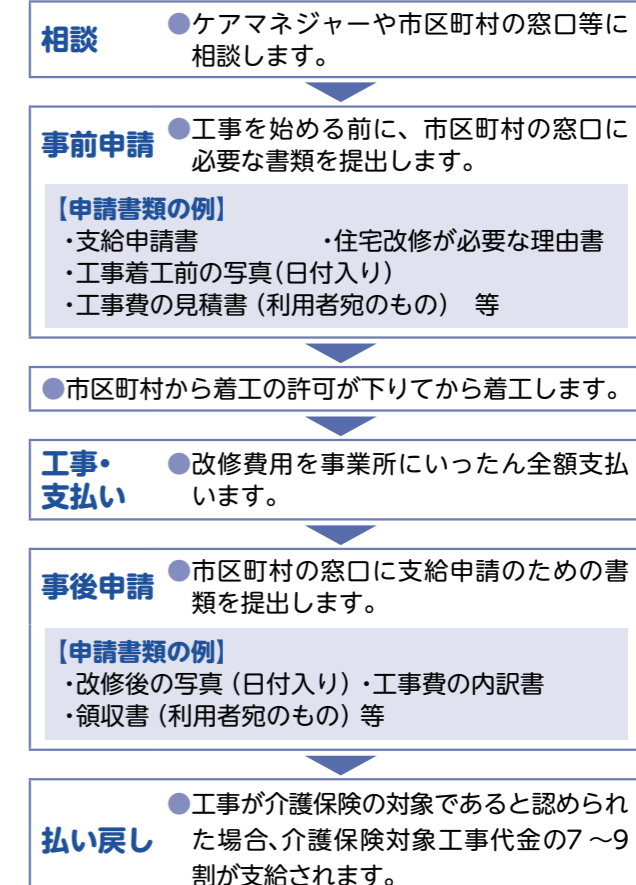 相談
●ケアマネジャーや市区町村の窓口等に
相談します。
事前申請
●工事を始める前に、市区町村の窓口に
必要な書類を提出します。
【申請書類の例】
・支給申請書 ・住宅改修が必要な理由書
・工事着工前の写真(日付入り)
・工事費の見積書(利用者宛のもの) 等
●市区町村から着工の許可が下りてから着工します。
工事・
支払い
●改修費用を事業所にいったん全額支払
います。
事後申請
●市区町村の窓口に支給申請のための書
類を提出します。
【申請書類の例】
・改修後の写真(日付入り)・工事費の内訳書
・領収書(利用者宛のもの)等
払い戻し
●工事が介護保険の対象であると認められ
た場合、介護保険対象工事代金の7～9
割が支給されます。